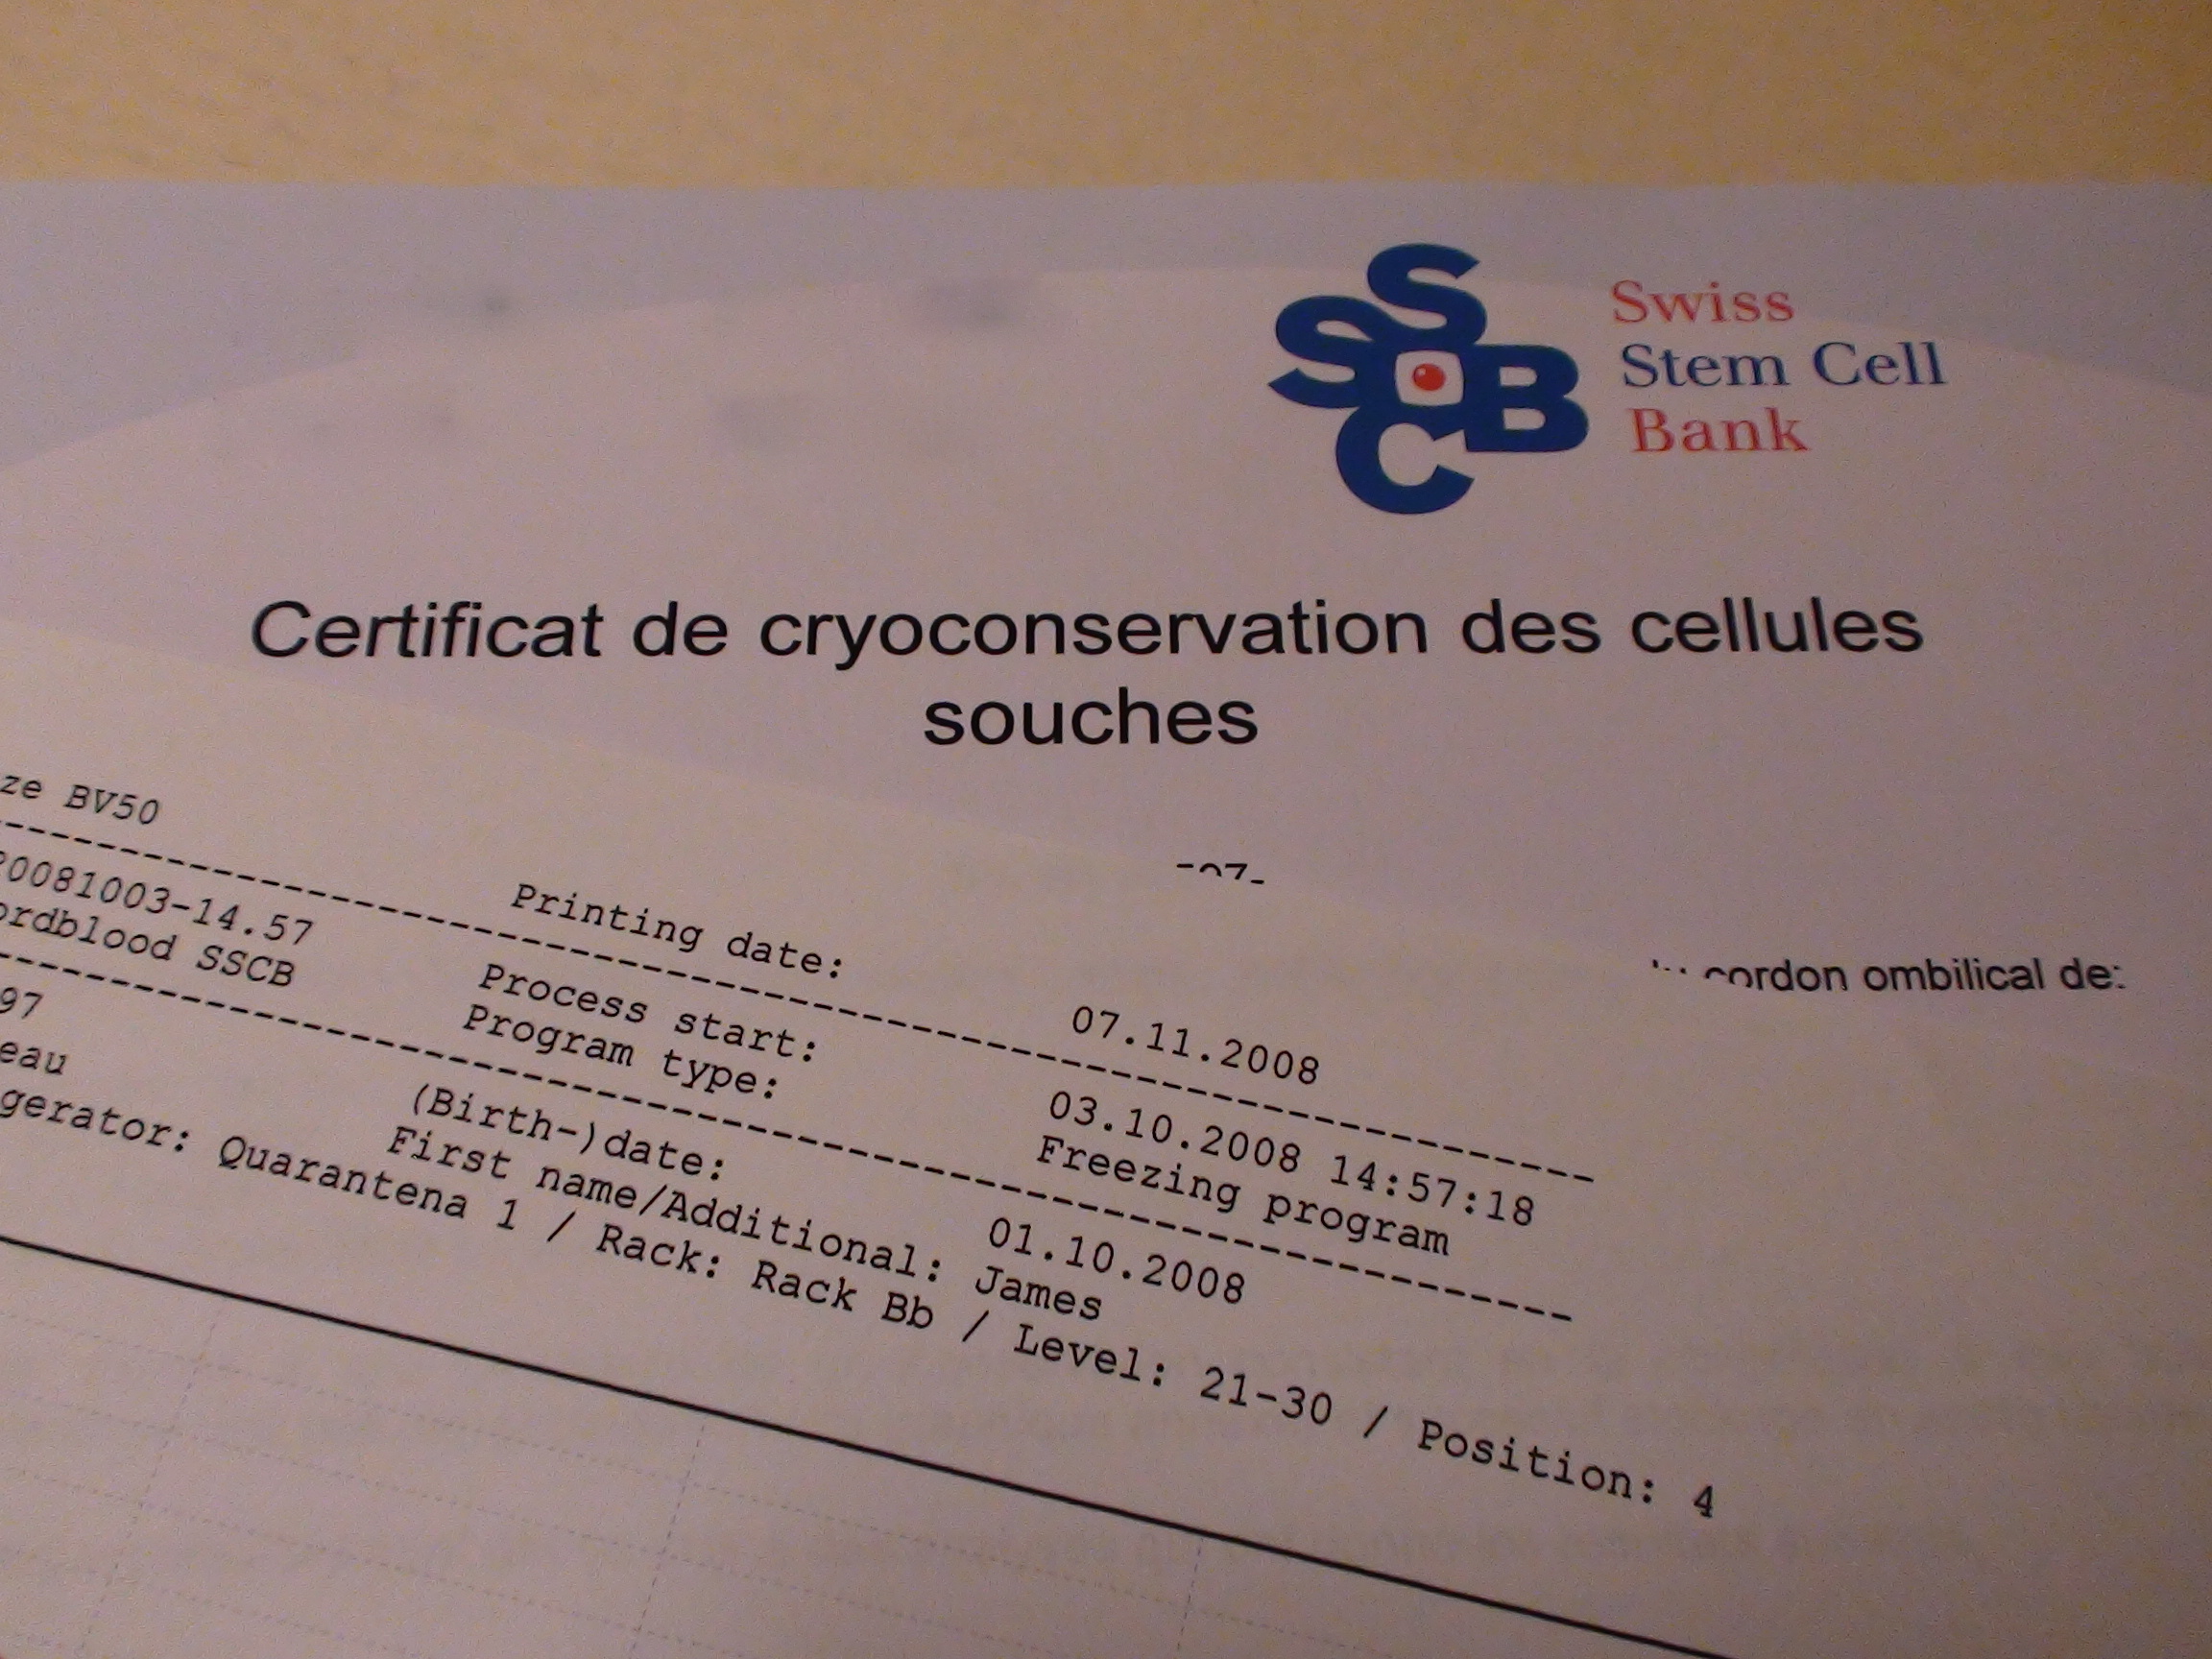 SSCB
Swiss
Stem Cell
Bank
Certificat de cryoconservation des cellules
souches
cordon ombilical de:
BV50
Printing date: 07.11.2008
20081003-14.57 Process start: 03.10.2008 14:57:18
SSCB Program type: Freezing program
97 (Birth-)date: 01.10.2008
eau First name/Additional: James
gerator: Quarantena 1 / Rack: Rack Bb / Level: 21-30 / Position: 4